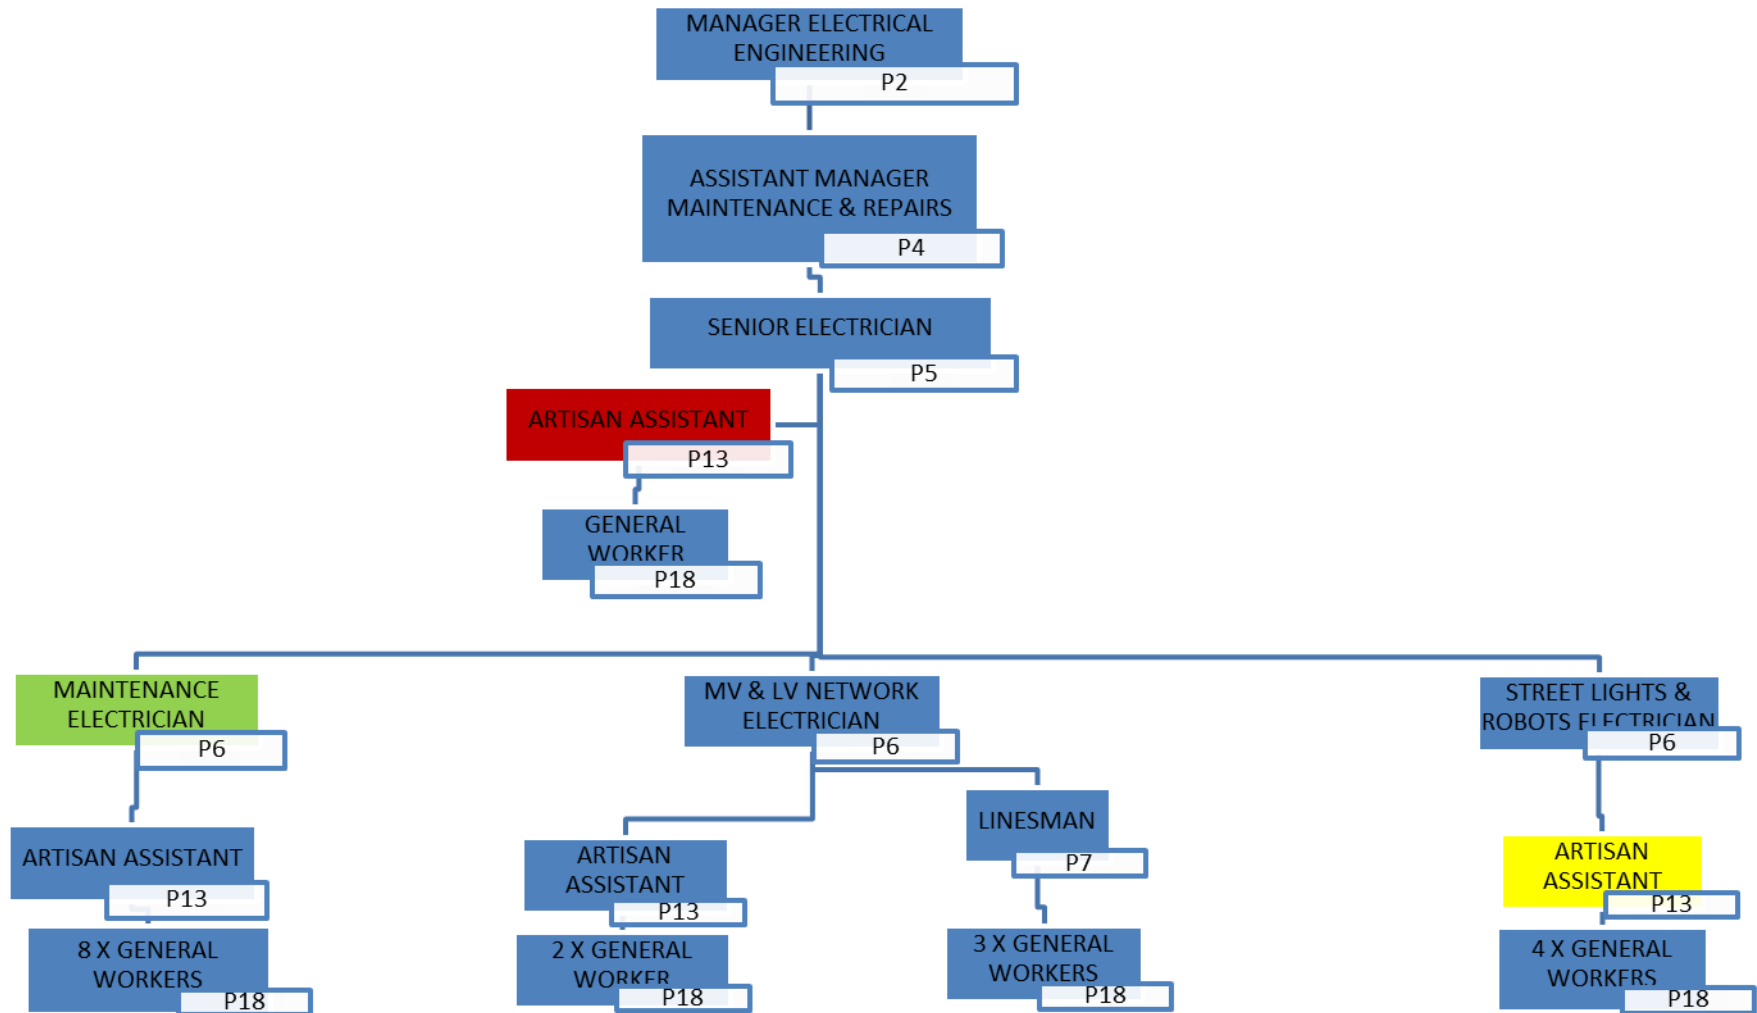 MANAGER ELECTRICAL
ENGINEERING
P2
ASSISTANT MANAGER
MAINTENANCE & REPAIRS
P4
SENIOR ELECTRICIAN
P5
ARTISAN ASSISTANT
P13
GENERAL
WORKER
P18
MAINTENANCE
ELECTRICIAN
P6
MV & LV NETWORK
ELECTRICIAN
P6
STREET LIGHTS &
ROBOTS ELECTRICIAN
P6
ARTISAN ASSISTANT
P13
8 X GENERAL
WORKERS
P18
ARTISAN
ASSISTANT
P13
2 X GENERAL
WORKER
P18
LINESMAN
P7
3 X GENERAL
WORKERS
P18
ARTISAN
ASSISTANT
P13
4 X GENERAL
WORKERS
P18